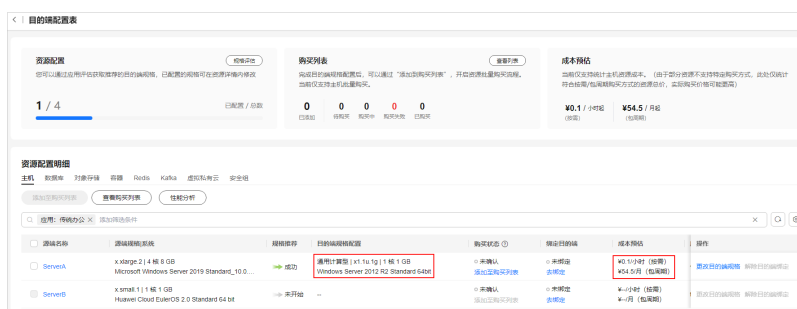 目的端配置表
资源配置
规格评估
您可以通过应用评估获取推荐的目的端规格，已配置的规格可在资源详情内修改
1 / 4
已配置 / 总数
购买列表
查看列表
完成目的端规格配置后，可以通过“添加到购买列表”，开启资源批量购买流程。
当前仅支持主机批量购买。
0 0 0 0 0
已添加 待购买 购买中 购买失败 已购买
成本预估
当前仅支持统计主机资源成本。（由于部分资源不支持特定购买方式，此处仅统计
符合按需/包周期购买方式的资源总价，实际购买价格可能更高）
¥0.1 / 小时起 ¥54.5 / 月起
(按需) (包周期)
资源配置明细
主机 数据库 对象存储 容器 Redis Kafka 虚拟私有云 安全组
添加至购买列表 查看购买列表 性能分析
应用：传统办公 × 添加筛选条件
源端名称 源端规格|系统 规格推荐 目的端规格配置 购买状态 绑定目的端 成本预估 操作
ServerA x.xlarge.2 | 4 核 8 GB 成功 通用计算型 | x1.1u.1g | 1 核 1 GB 未确认 未绑定 ¥0.1/小时（按需） 更改目的端规格 解除目的端绑定
Microsoft Windows Server 2019 Standard_10.0.... Windows Server 2012 R2 Standard 64bit 添加至购买列表 去绑定 ¥54.5/月（包周期）
ServerB x.small.1 | 1 核 1 GB 未开始 -- 未确认 未绑定 ¥--/小时（按需） 更改目的端规格 解除目的端绑定
Huawei Cloud EulerOS 2.0 Standard 64 bit 添加至购买列表 去绑定 ¥--/月（包周期）